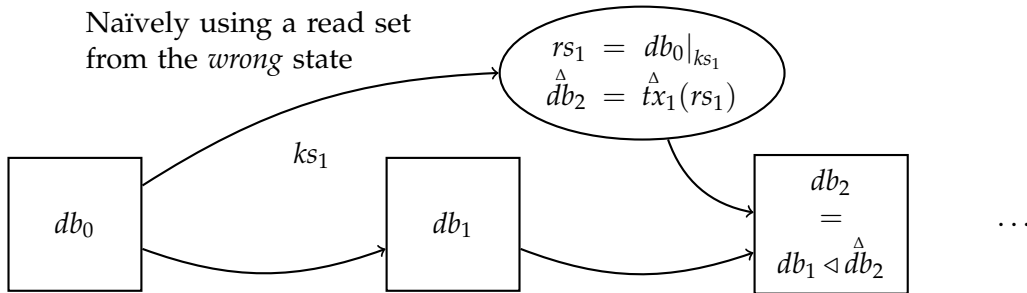 Naïvely using a read set
from the wrong state
rs₁ = db₀|ₖₛ₁
d̂b₂ = t̂x₁(rs₁)
ks₁
db₀
db₁
db₂
=
db₁ ◁ d̂b₂
...